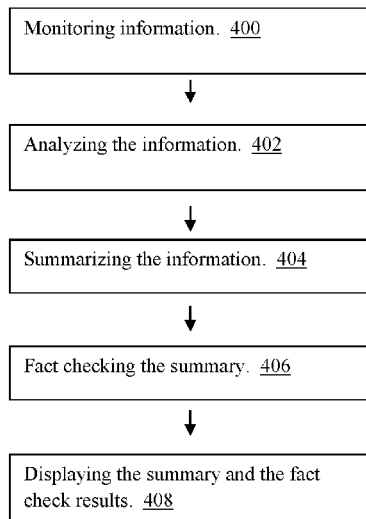 Monitoring information. 400
Analyzing the information. 402
Summarizing the information. 404
Fact checking the summary. 406
Displaying the summary and the fact
check results. 408